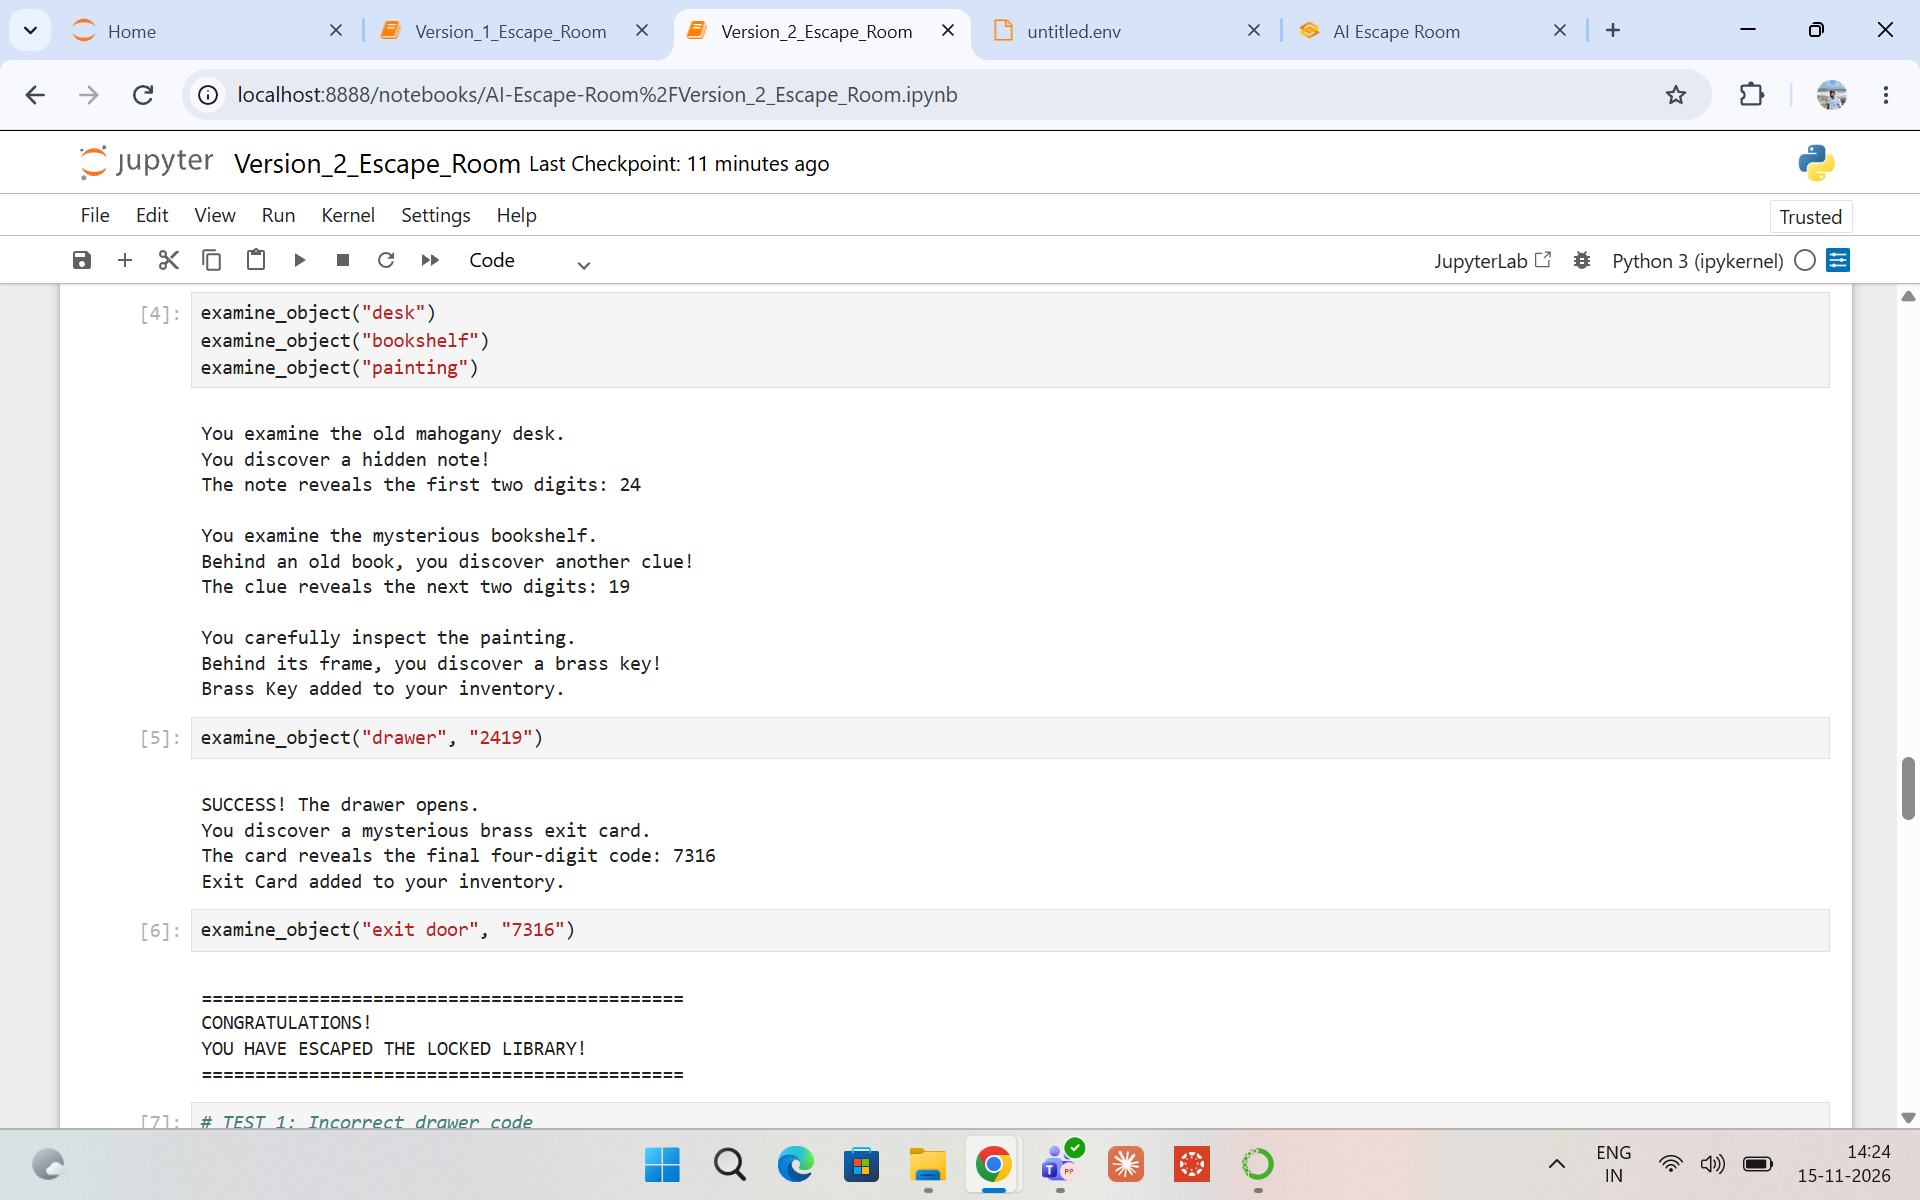 Home
Version_1_Escape_Room
Version_2_Escape_Room
untitled.env
AI Escape Room
localhost:8888/notebooks/AI-Escape-Room%2FVersion_2_Escape_Room.ipynb
jupyter Version_2_Escape_Room Last Checkpoint: 11 minutes ago
File Edit View Run Kernel Settings Help
Trusted
Code
JupyterLab
Python 3 (ipykernel)
[4]:
examine_object("desk")
examine_object("bookshelf")
examine_object("painting")
You examine the old mahogany desk.
You discover a hidden note!
The note reveals the first two digits: 24
You examine the mysterious bookshelf.
Behind an old book, you discover another clue!
The clue reveals the next two digits: 19
You carefully inspect the painting.
Behind its frame, you discover a brass key!
Brass Key added to your inventory.
[5]:
examine_object("drawer", "2419")
SUCCESS! The drawer opens.
You discover a mysterious brass exit card.
The card reveals the final four-digit code: 7316
Exit Card added to your inventory.
[6]:
examine_object("exit door", "7316")
=============================================
CONGRATULATIONS!
YOU HAVE ESCAPED THE LOCKED LIBRARY!
=============================================
[7]:
# TEST 1: Incorrect drawer code
T
PP
ENG
IN
14:24
15-11-2026